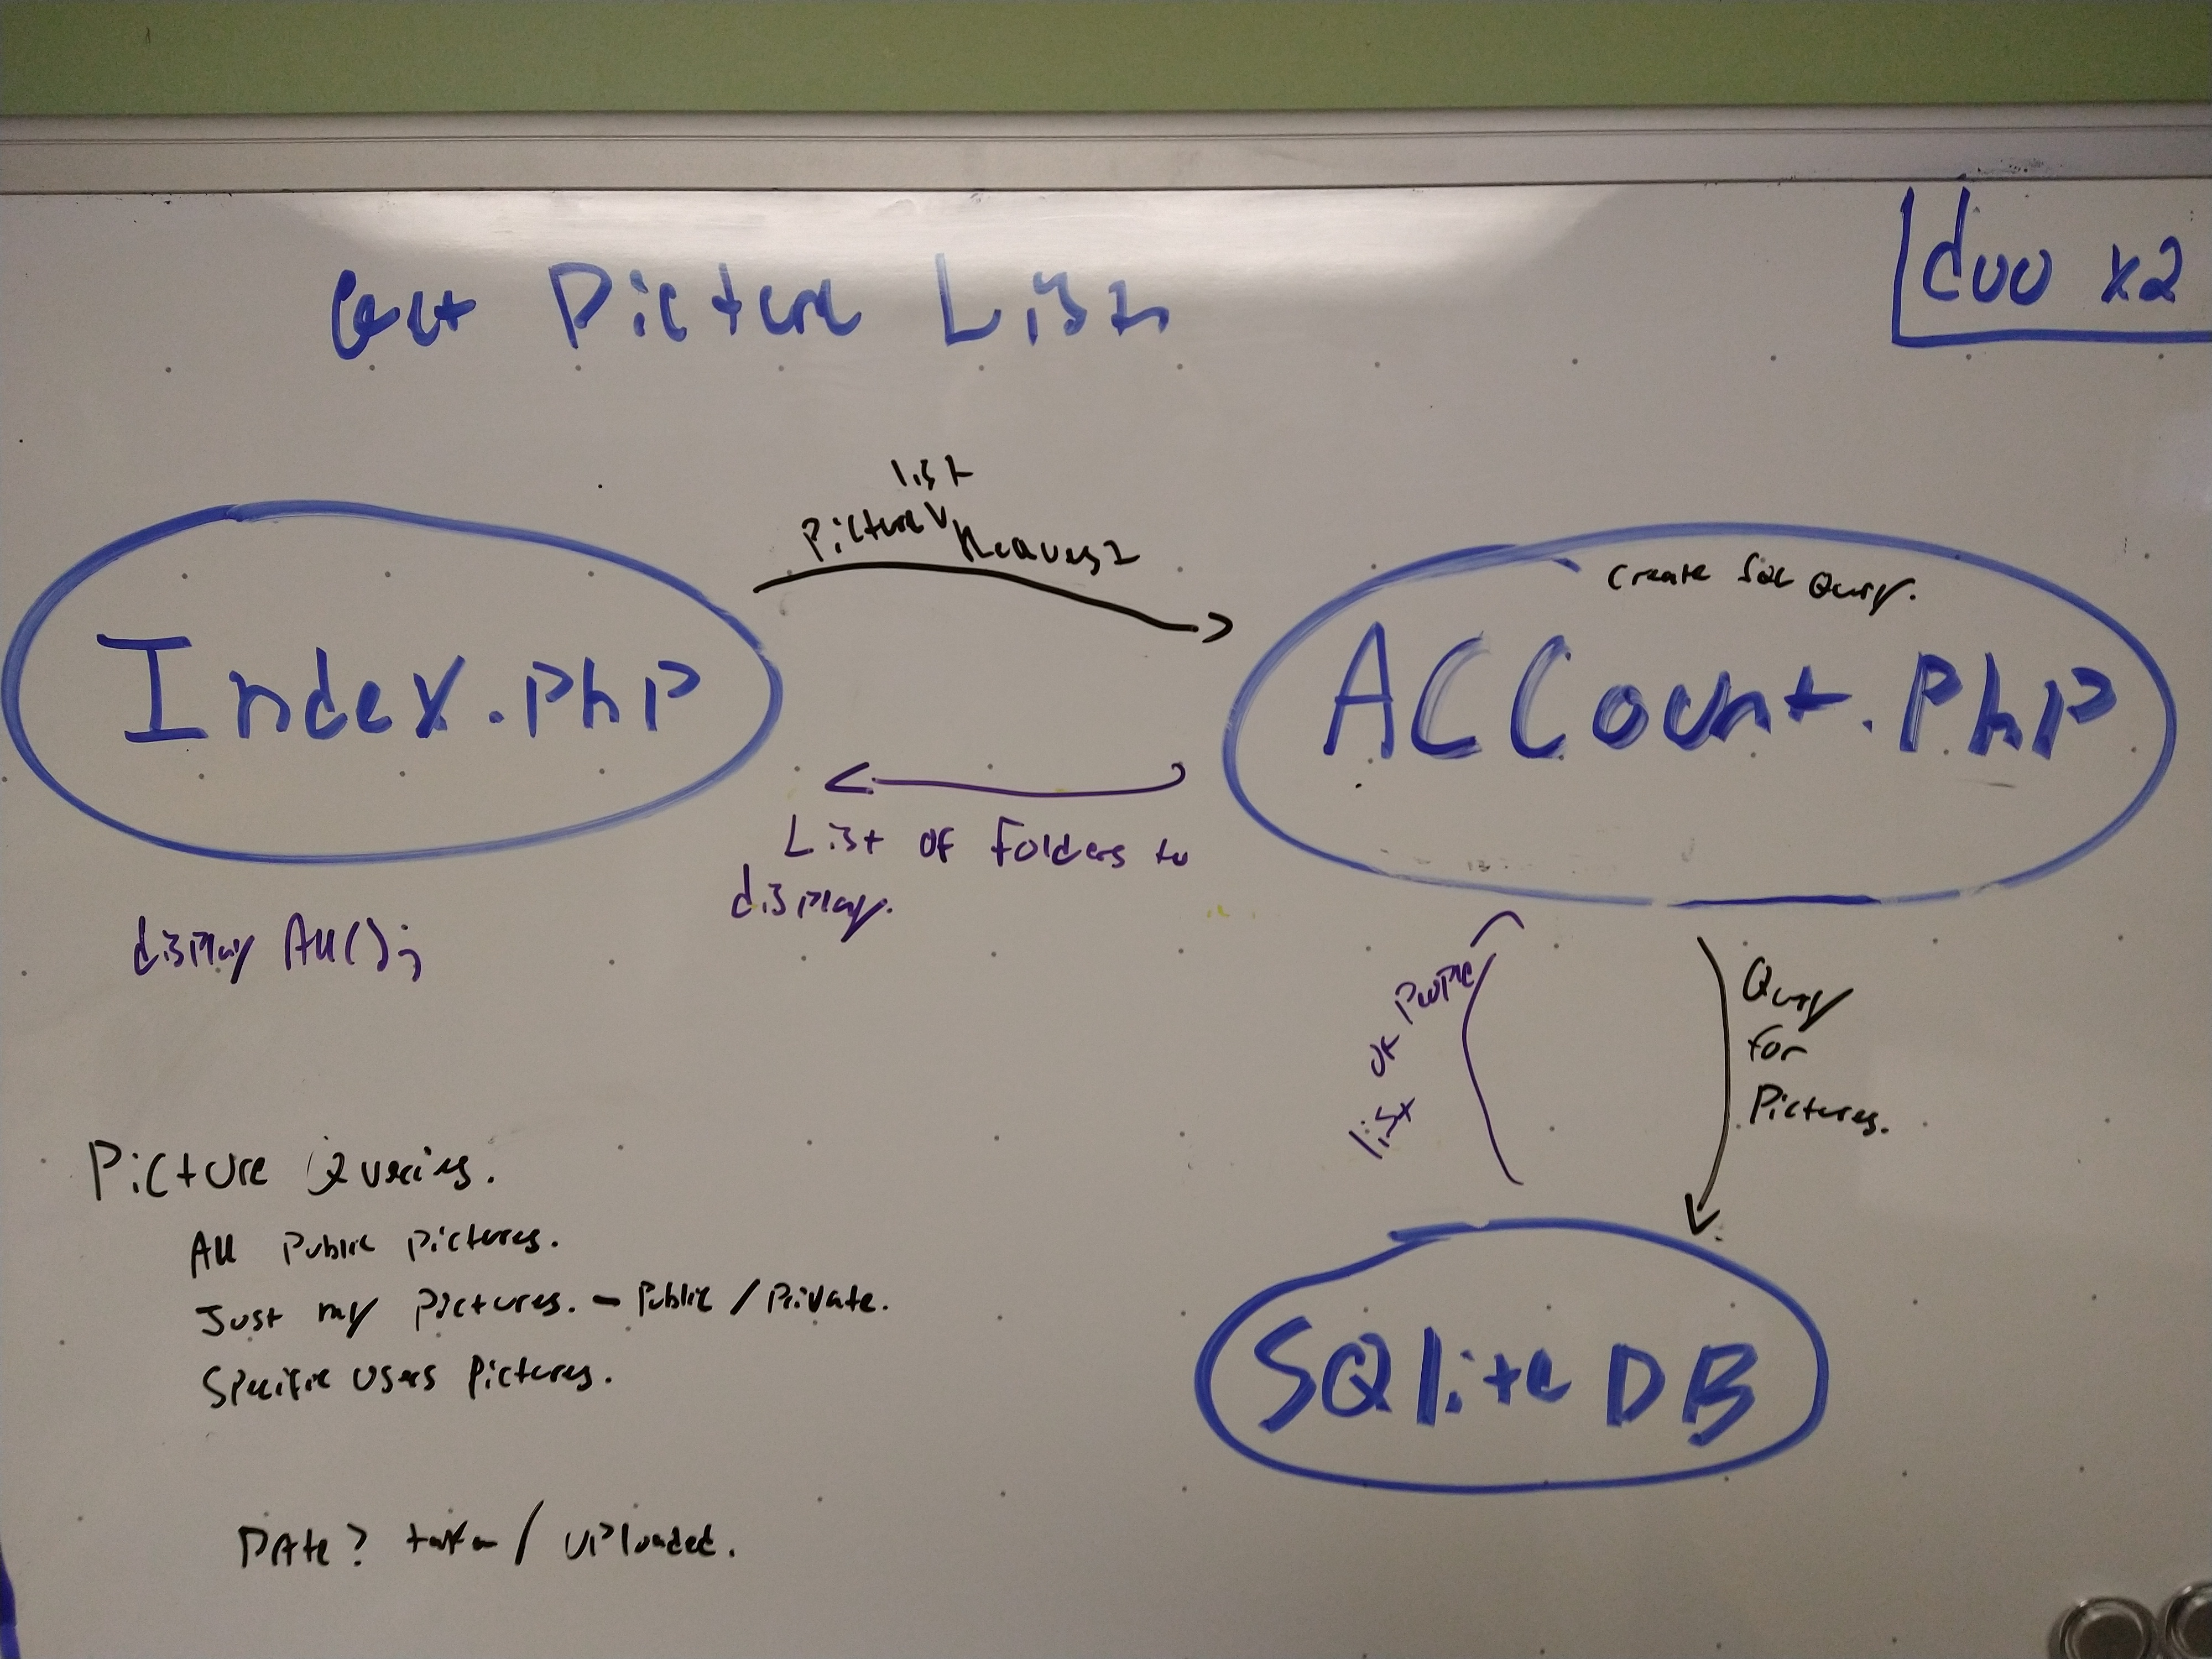 Get Picture List
duo x2
list
Picture ∨ Request
Create SQL Query.
Index.PhP
ACCount.PhP
List of Folders to
display.
display All();
list of People
Query
for
Pictures.
Picture Queries.
All Public Pictures.
Just my Pictures. - Public / Private.
Specific Users Pictures.
SQlite DB
DAte? taken / UPloaded.